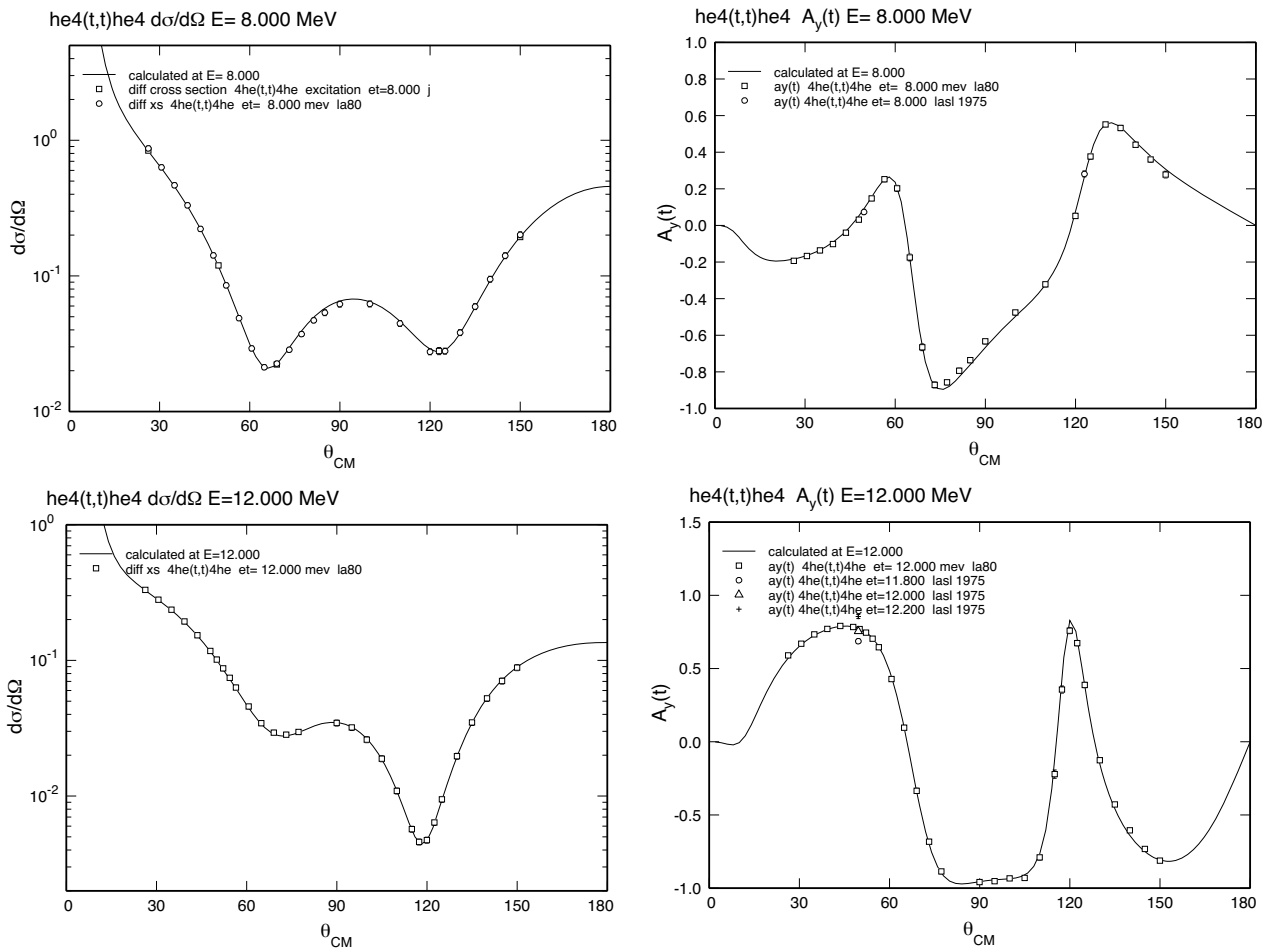 he4(t,t)he4 dσ/dΩ E= 8.000 MeV
calculated at E= 8.000
diff cross section 4he(t,t)4he excitation et=8.000 j
diff xs 4he(t,t)4he et= 8.000 mev la80
dσ/dΩ
10^0
10^-1
10^-2
0 30 60 90 120 150 180
θ_CM
he4(t,t)he4 A_y(t) E= 8.000 MeV
calculated at E= 8.000
ay(t) 4he(t,t)4he et= 8.000 mev la80
ay(t) 4he(t,t)4he et= 8.000 lasl 1975
A_y(t)
1.0
0.8
0.6
0.4
0.2
0.0
-0.2
-0.4
-0.6
-0.8
-1.0
0 30 60 90 120 150 180
θ_CM
he4(t,t)he4 dσ/dΩ E=12.000 MeV
calculated at E=12.000
diff xs 4he(t,t)4he et= 12.000 mev la80
dσ/dΩ
10^0
10^-1
10^-2
0 30 60 90 120 150 180
θ_CM
he4(t,t)he4 A_y(t) E=12.000 MeV
calculated at E=12.000
ay(t) 4he(t,t)4he et= 12.000 mev la80
ay(t) 4he(t,t)4he et=11.800 lasl 1975
ay(t) 4he(t,t)4he et=12.000 lasl 1975
ay(t) 4he(t,t)4he et=12.200 lasl 1975
A_y(t)
1.5
1.0
0.5
0.0
-0.5
-1.0
0 30 60 90 120 150 180
θ_CM